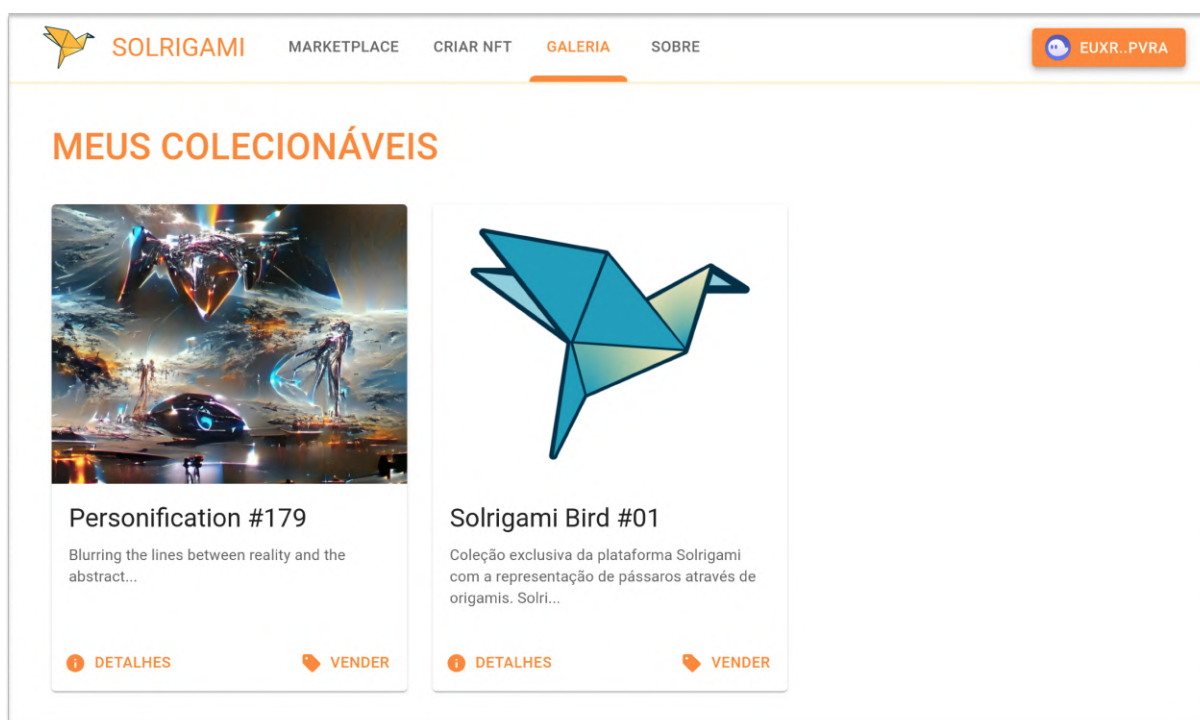 SOLRIGAMI
MARKETPLACE
CRIAR NFT
GALERIA
SOBRE
EUXR..PVRA
MEUS COLECIONÁVEIS
Personification #179
Blurring the lines between reality and the
abstract...
DETALHES
VENDER
Solrigami Bird #01
Coleção exclusiva da plataforma Solrigami
com a representação de pássaros através de
origamis. Solri...
DETALHES
VENDER